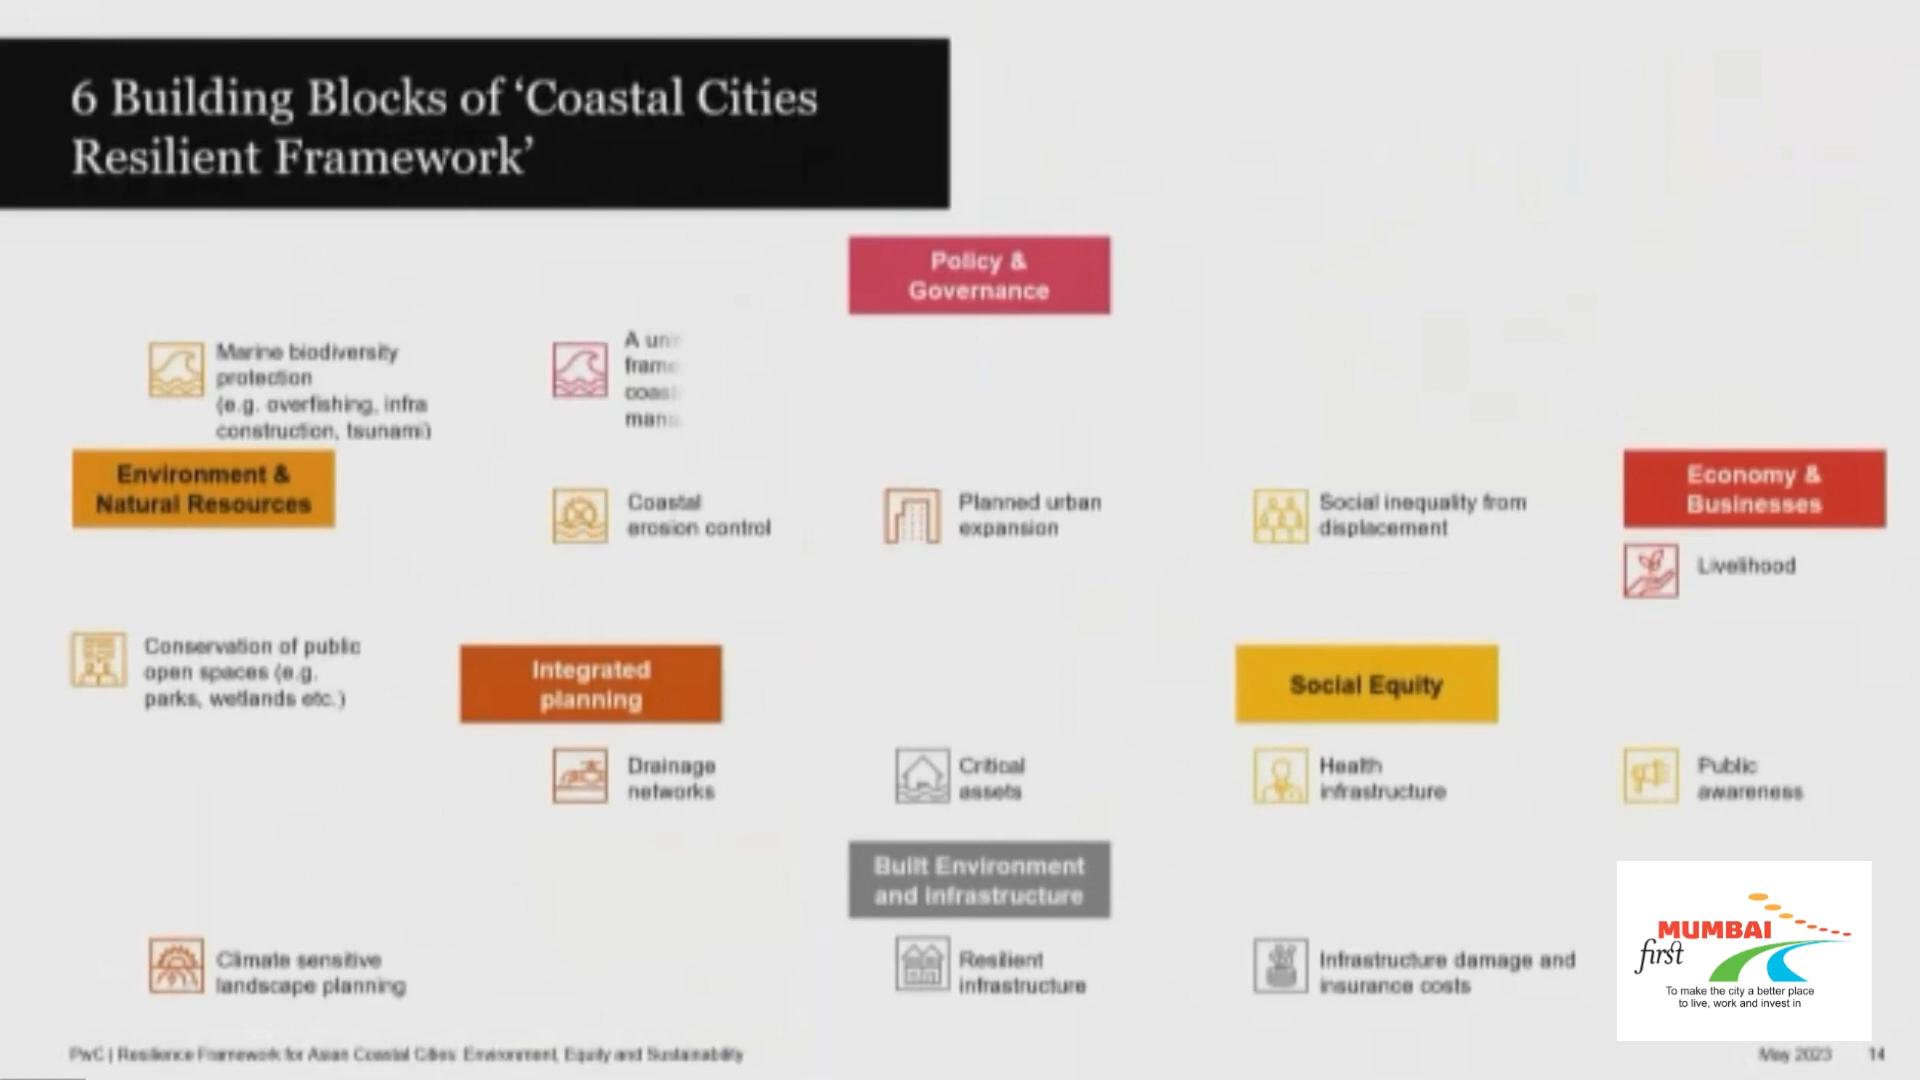 6 Building Blocks of ‘Coastal Cities
Resilient Framework’
Policy &
Governance
Marine biodiversity
protection
(e.g. overfishing, infra
construction, tsunami)
A
Environment &
Natural Resources
Coastal
erosion control
Planned urban
expansion
Social inequality from
displacement
Economy &
Businesses
Livelihood
Conservation of public
open spaces (e.g.
parks, wetlands etc.)
Integrated
planning
Social Equity
Drainage
networks
Critical
assets
Health
infrastructure
Public
awareness
Built Environment
and Infrastructure
Climate sensitive
landscape planning
Resilient
infrastructure
Infrastructure damage and
insurance costs
MUMBAI
first
To make the city a better place
to live, work and invest in
PwC | Resilience Framework for Asian Coastal Cities: Environment, Equity and Sustainability
May 2023 14